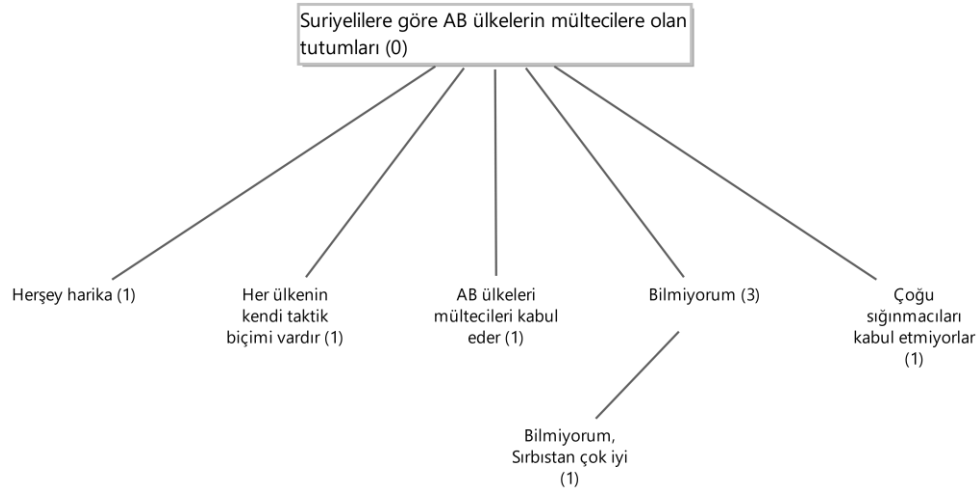 Suriyelilere göre AB ülkelerin mültecilere olan
tutumları (0)
Herşey harika (1)
Her ülkenin
kendi taktik
biçimi vardır (1)
AB ülkeleri
mültecileri kabul
eder (1)
Bilmiyorum (3)
Çoğu
sığınmacıları
kabul etmiyorlar
(1)
Bilmiyorum,
Sırbıstan çok iyi
(1)